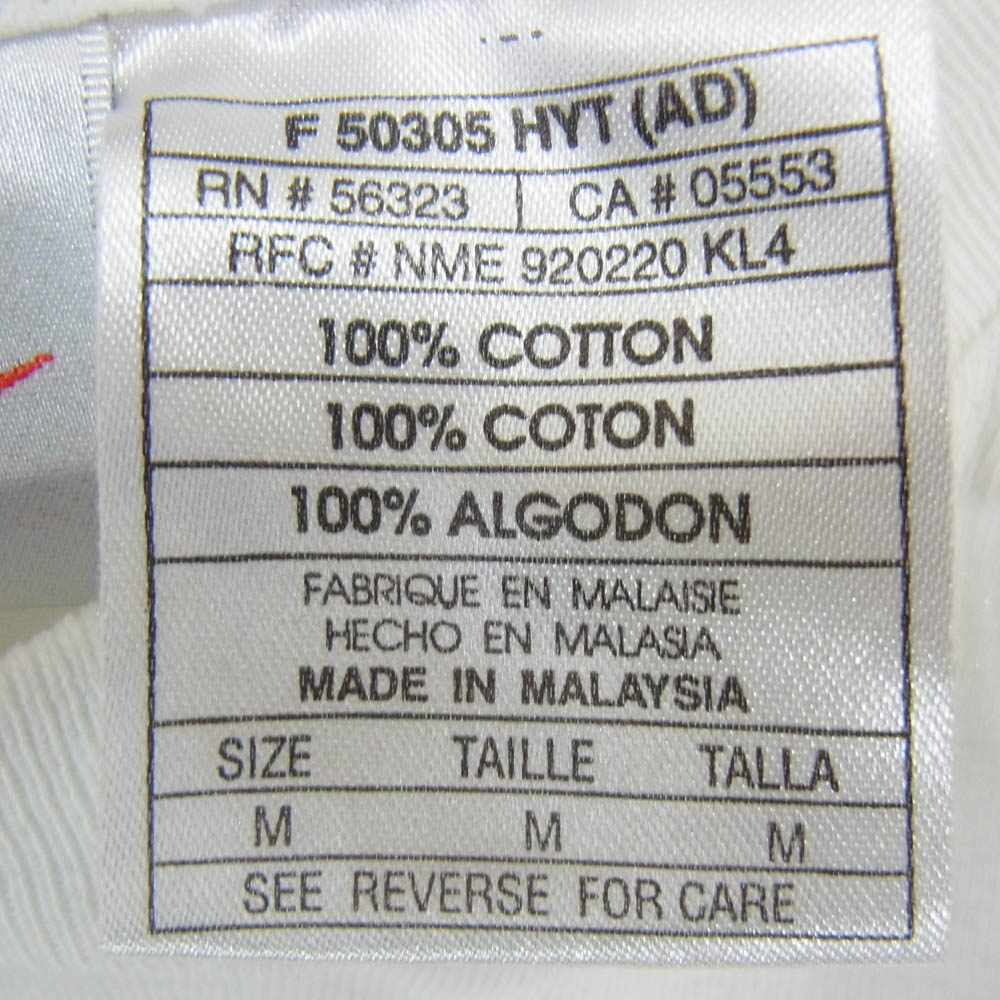 F 50305 HYT (AD)
RN # 56323 CA # 05553
RFC # NME 920220 KL4
100% COTTON
100% COTON
100% ALGODON
FABRIQUE EN MALAISIE
HECHO EN MALASIA
MADE IN MALAYSIA
SIZE TAILLE TALLA
M M M
SEE REVERSE FOR CARE